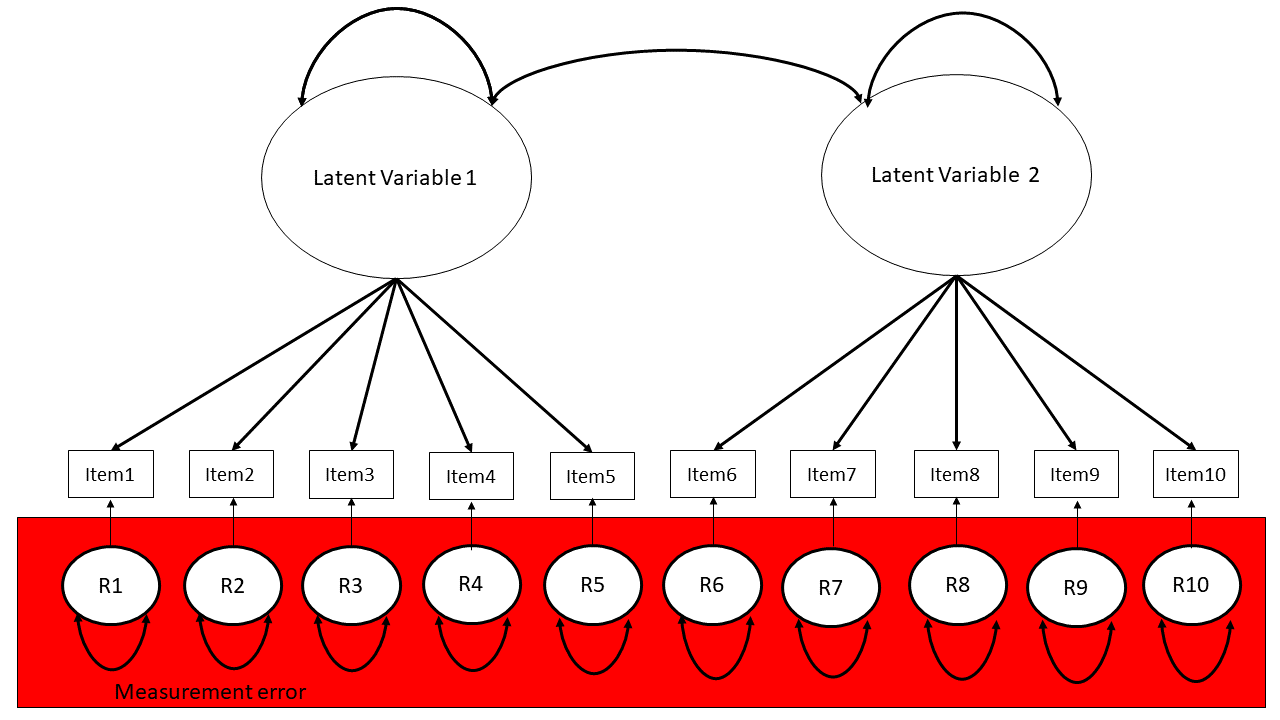 Latent Variable 1
Latent Variable 2
Item1 Item2 Item3 Item4 Item5 Item6 Item7 Item8 Item9 Item10
R1 R2 R3 R4 R5 R6 R7 R8 R9 R10
Measurement error